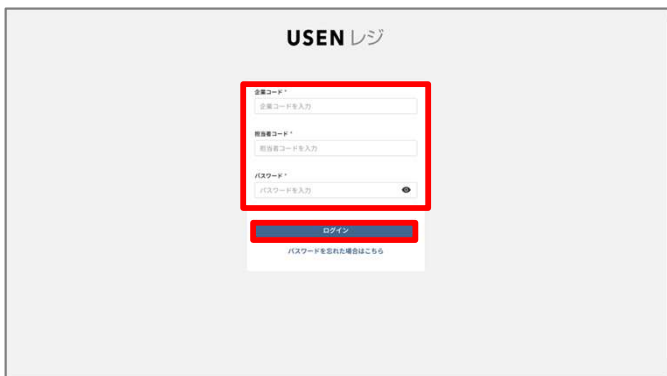 USEN レジ
企業コード *
企業コードを入力
担当者コード *
担当者コードを入力
パスワード *
パスワードを入力
ログイン
パスワードを忘れた場合はこちら